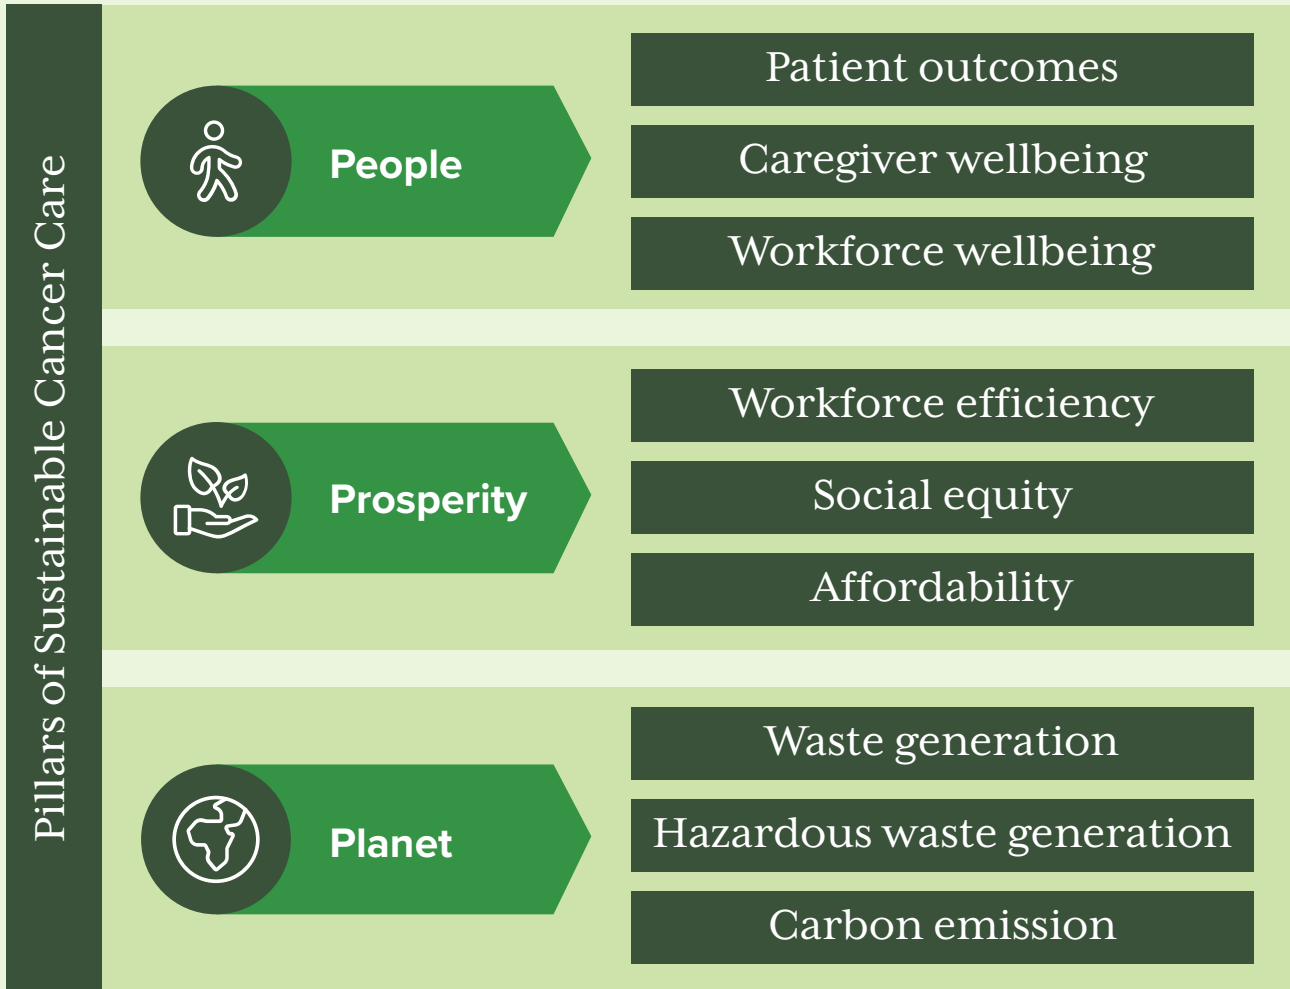 Pillars of Sustainable Cancer Care
People
Patient outcomes
Caregiver wellbeing
Workforce wellbeing
Prosperity
Workforce efficiency
Social equity
Affordability
Planet
Waste generation
Hazardous waste generation
Carbon emission